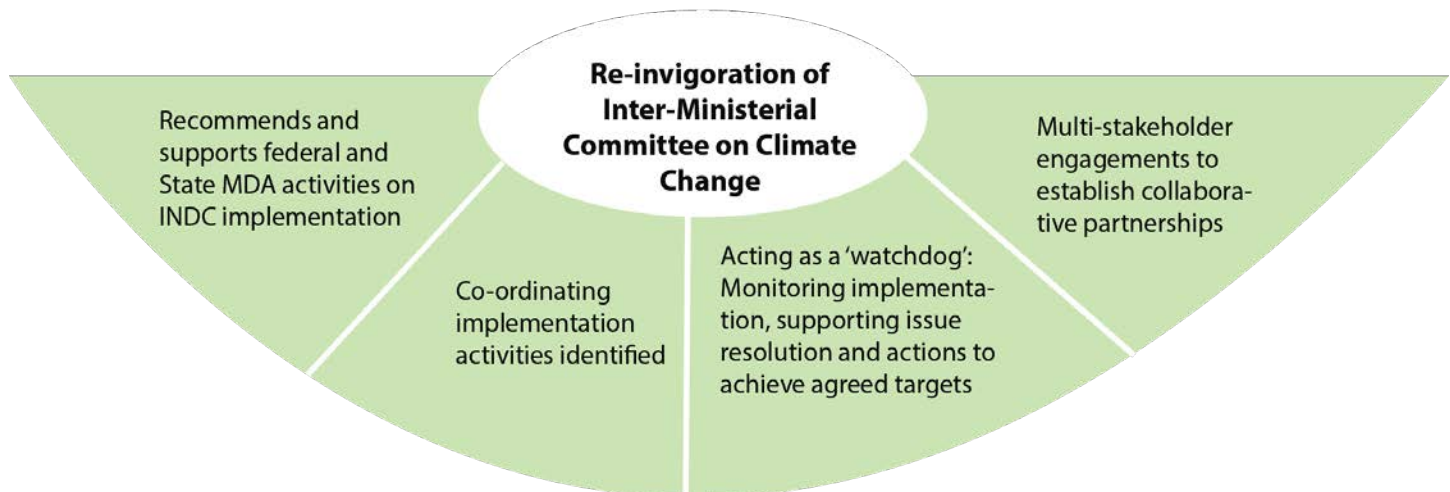 Re-invigoration of
Inter-Ministerial
Committee on Climate
Change
Recommends and
supports federal and
State MDA activities on
INDC implementation
Co-ordinating
implementation
activities identified
Acting as a ‘watchdog’:
Monitoring implementa-
tion, supporting issue
resolution and actions to
achieve agreed targets
Multi-stakeholder
engagements to
establish collabora-
tive partnerships